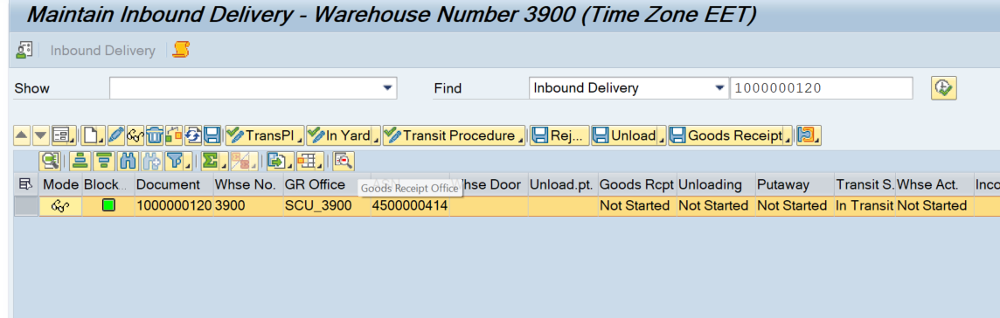 Maintain Inbound Delivery - Warehouse Number 3900 (Time Zone EET)
Inbound Delivery
Show Find Inbound Delivery 1000000120
TransPl In Yard Transit Procedure Rej... Unload Goods Receipt
Mode Block... Document Whse No. GR Office Goods Receipt Office Door Unload.pt. Goods Rcpt Unloading Putaway Transit S. Whse Act. Inco
1000000120 3900 SCU_3900 4500000414 Not Started Not Started Not Started In Transit Not Started